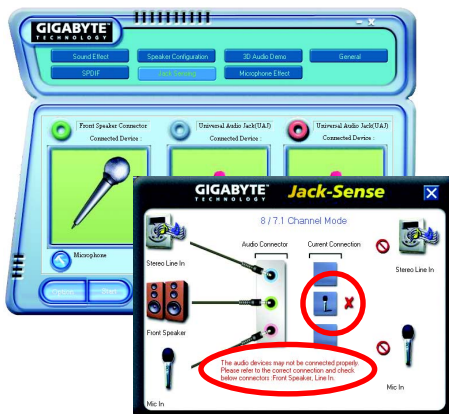 GIGABYTE™
TECHNOLOGY
Sound Effect
Speaker Configuration
3D Audio Demo
General
SPDIF
Jack Sensing
Microphone Effect
Front Speaker Connector
Connected Device :
Universal Audio Jack(UAJ)
Connected Device :
Universal Audio Jack(UAJ)
Connected Device :
Microphone
Option
Start
GIGABYTE™
TECHNOLOGY
Jack-Sense
X
8 / 7.1 Channel Mode
Audio Connector
Current Connection
Stereo Line In
Stereo Line In
Front Speaker
The audio devices may not be connected properly.
Please refer to the correct connection and check
below connectors :Front Speaker, Line In.
Mic In
Mic In